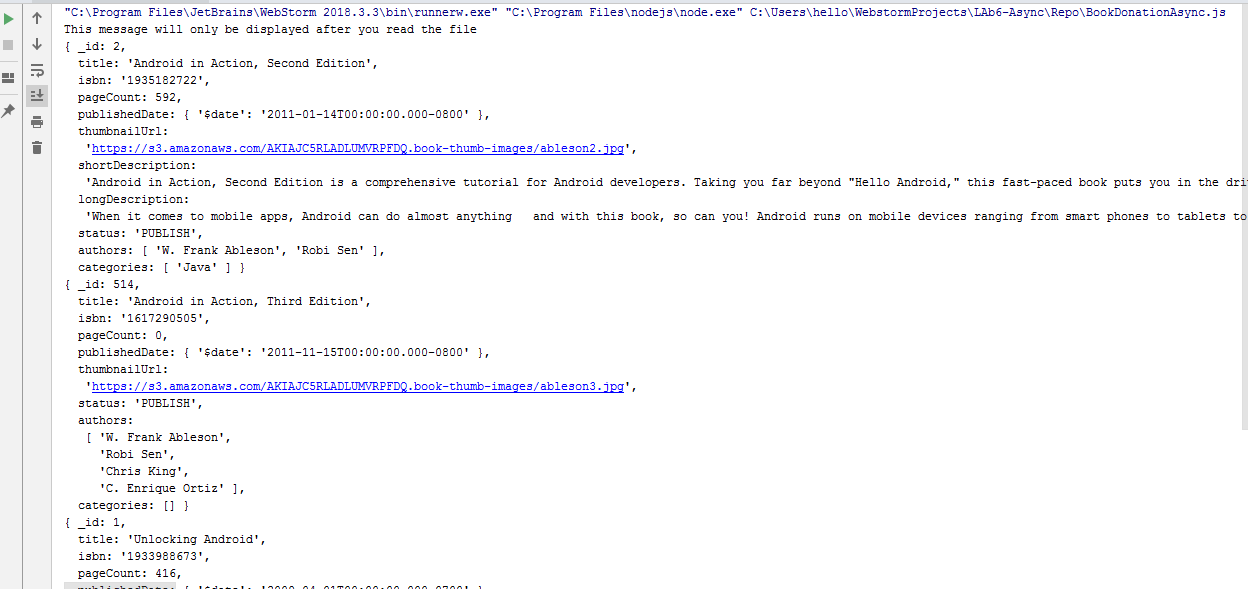 "C:\Program Files\JetBrains\WebStorm 2018.3.3\bin\runnerw.exe" "C:\Program Files\nodejs\node.exe" C:\Users\hello\WebstormProjects\LAb6-Async\Repo\BookDonationAsync.js
This message will only be displayed after you read the file
{ _id: 2,
title: 'Android in Action, Second Edition',
isbn: '1935182722',
pageCount: 592,
publishedDate: { '$date': '2011-01-14T00:00:00.000-0800' },
thumbnailUrl:
'https://s3.amazonaws.com/AKIAJC5RLADLUMVRPFDQ.book-thumb-images/ableson2.jpg',
shortDescription:
'Android in Action, Second Edition is a comprehensive tutorial for Android developers. Taking you far beyond "Hello Android," this fast-paced book puts you in the dri
longDescription:
'When it comes to mobile apps, Android can do almost anything   and with this book, so can you! Android runs on mobile devices ranging from smart phones to tablets to
status: 'PUBLISH',
authors: [ 'W. Frank Ableson', 'Robi Sen' ],
categories: [ 'Java' ] }
{ _id: 514,
title: 'Android in Action, Third Edition',
isbn: '1617290505',
pageCount: 0,
publishedDate: { '$date': '2011-11-15T00:00:00.000-0800' },
thumbnailUrl:
'https://s3.amazonaws.com/AKIAJC5RLADLUMVRPFDQ.book-thumb-images/ableson3.jpg',
status: 'PUBLISH',
authors:
[ 'W. Frank Ableson',
'Robi Sen',
'Chris King',
'C. Enrique Ortiz' ],
categories: [] }
{ _id: 1,
title: 'Unlocking Android',
isbn: '1933988673',
pageCount: 416,
publishedDate: { '$date':